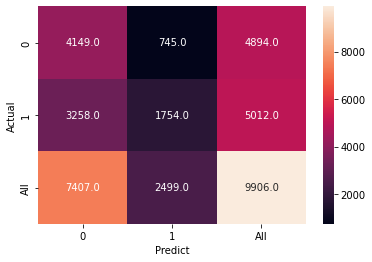 0 4149.0 745.0 4894.0
8000
Actual
1 3258.0 1754.0 5012.0
6000
4000
All 7407.0 2499.0 9906.0
2000
0 1 All
Predict